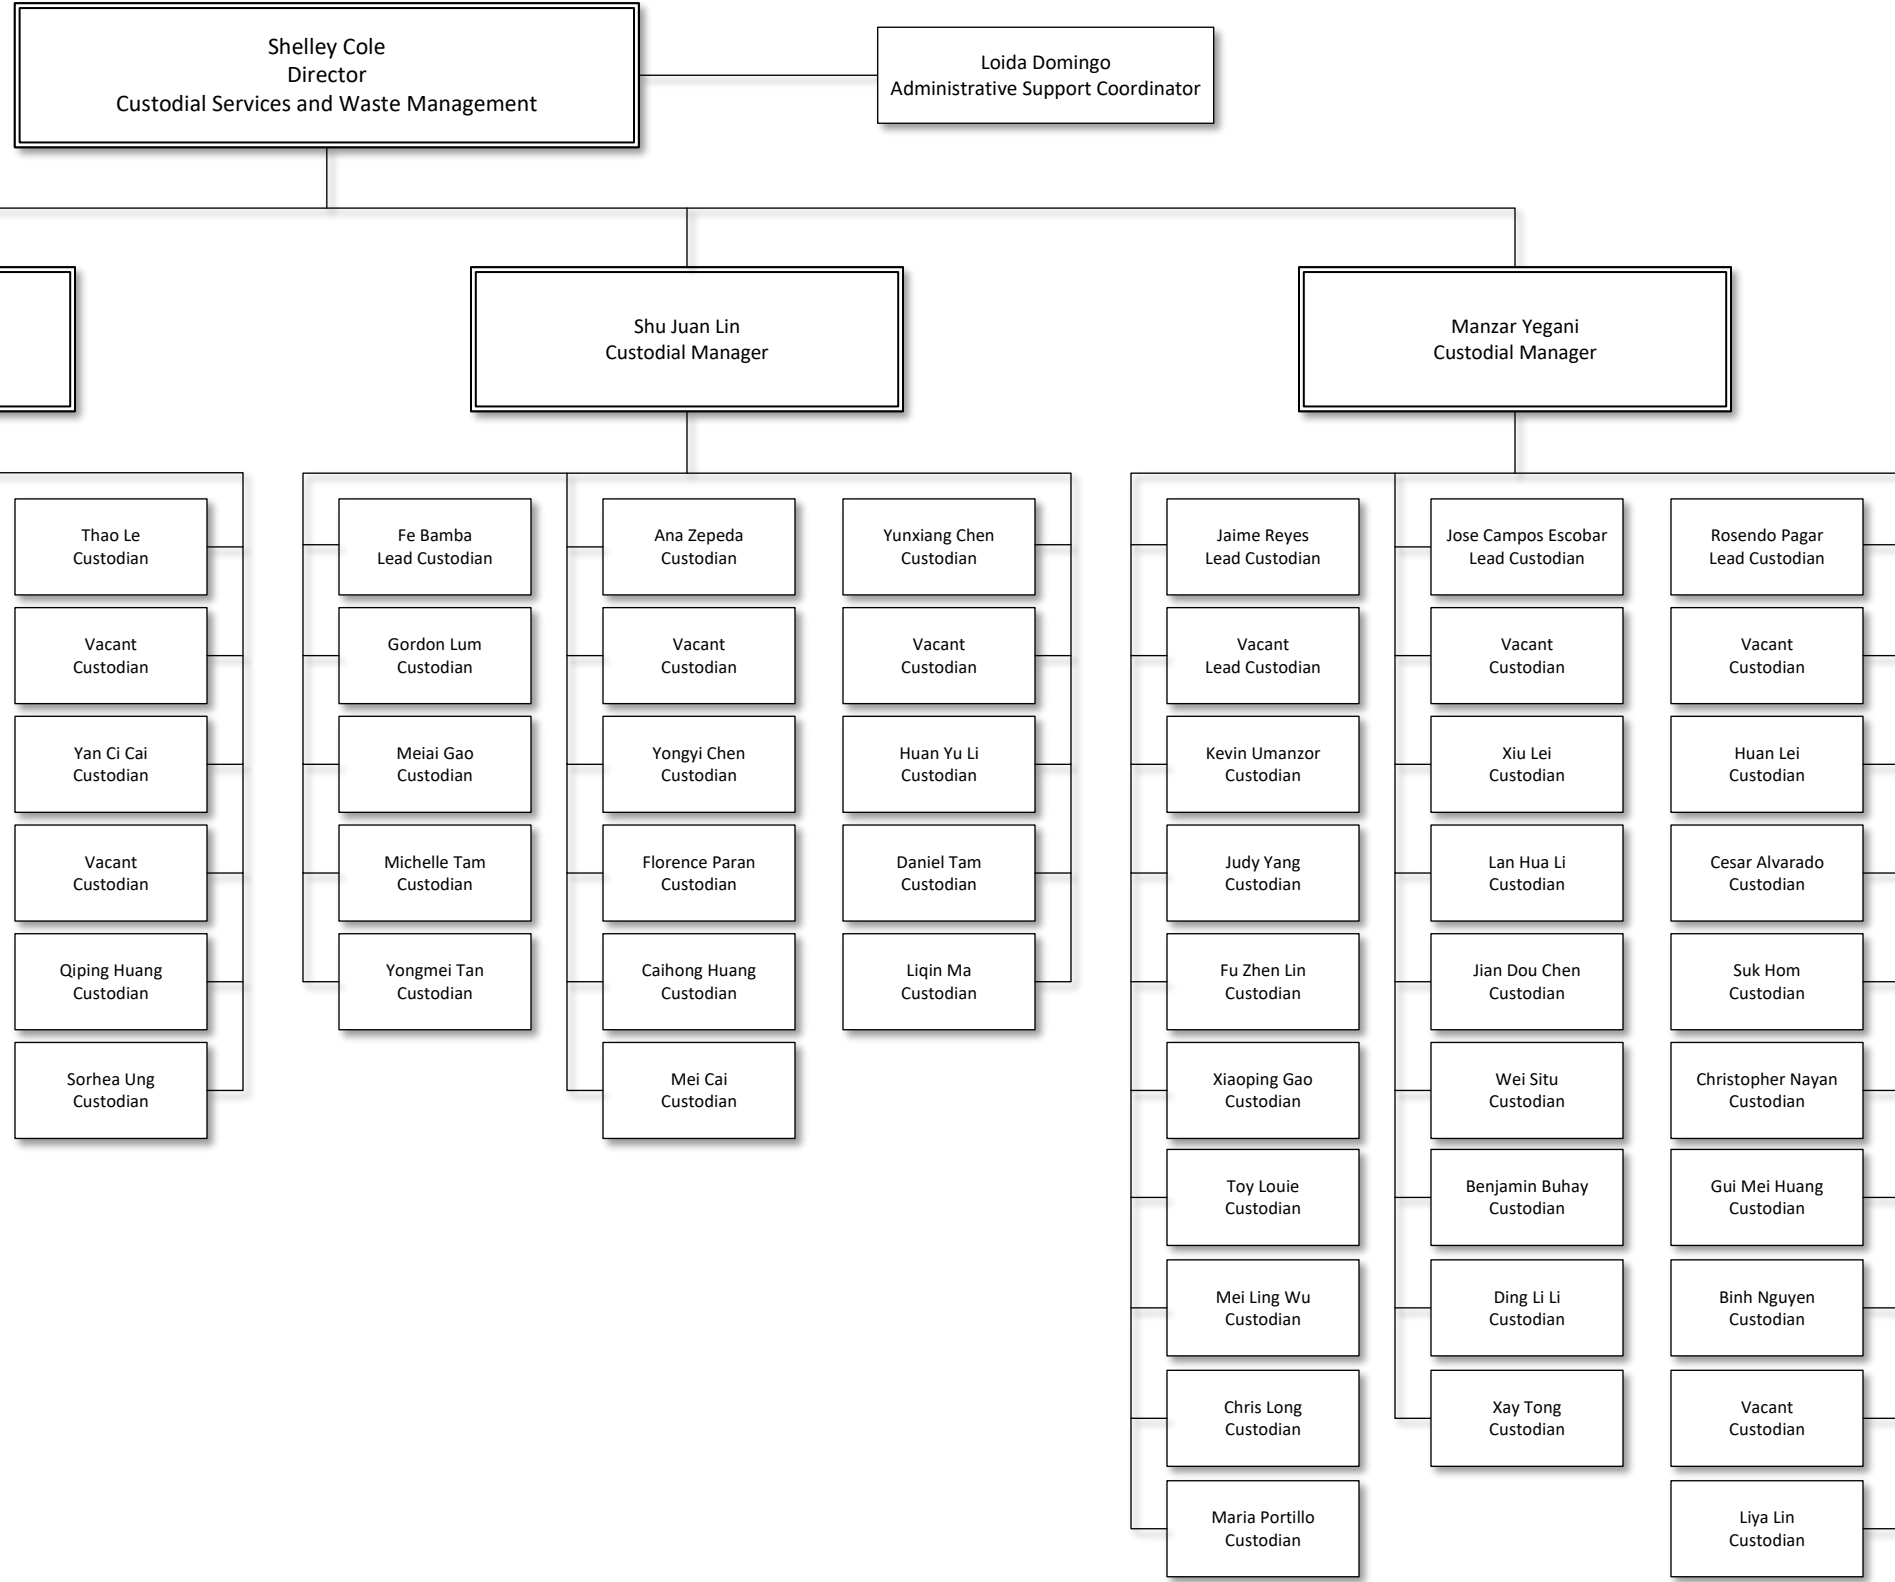 Shelley Cole
Director
Custodial Services and Waste Management
Loida Domingo
Administrative Support Coordinator
Shu Juan Lin
Custodial Manager
Manzar Yegani
Custodial Manager
Thao Le
Custodian
Vacant
Custodian
Yan Ci Cai
Custodian
Vacant
Custodian
Qiping Huang
Custodian
Sorhea Ung
Custodian
Fe Bamba
Lead Custodian
Gordon Lum
Custodian
Meiai Gao
Custodian
Michelle Tam
Custodian
Yongmei Tan
Custodian
Ana Zepeda
Custodian
Vacant
Custodian
Yongyi Chen
Custodian
Florence Paran
Custodian
Caihong Huang
Custodian
Mei Cai
Custodian
Yunxiang Chen
Custodian
Vacant
Custodian
Huan Yu Li
Custodian
Daniel Tam
Custodian
Liqin Ma
Custodian
Jaime Reyes
Lead Custodian
Vacant
Lead Custodian
Kevin Umanzor
Custodian
Judy Yang
Custodian
Fu Zhen Lin
Custodian
Xiaoping Gao
Custodian
Toy Louie
Custodian
Mei Ling Wu
Custodian
Chris Long
Custodian
Maria Portillo
Custodian
Jose Campos Escobar
Lead Custodian
Vacant
Custodian
Xiu Lei
Custodian
Lan Hua Li
Custodian
Jian Dou Chen
Custodian
Wei Situ
Custodian
Benjamin Buhay
Custodian
Ding Li Li
Custodian
Xay Tong
Custodian
Rosendo Pagar
Lead Custodian
Vacant
Custodian
Huan Lei
Custodian
Cesar Alvarado
Custodian
Suk Hom
Custodian
Christopher Nayan
Custodian
Gui Mei Huang
Custodian
Binh Nguyen
Custodian
Vacant
Custodian
Liya Lin
Custodian